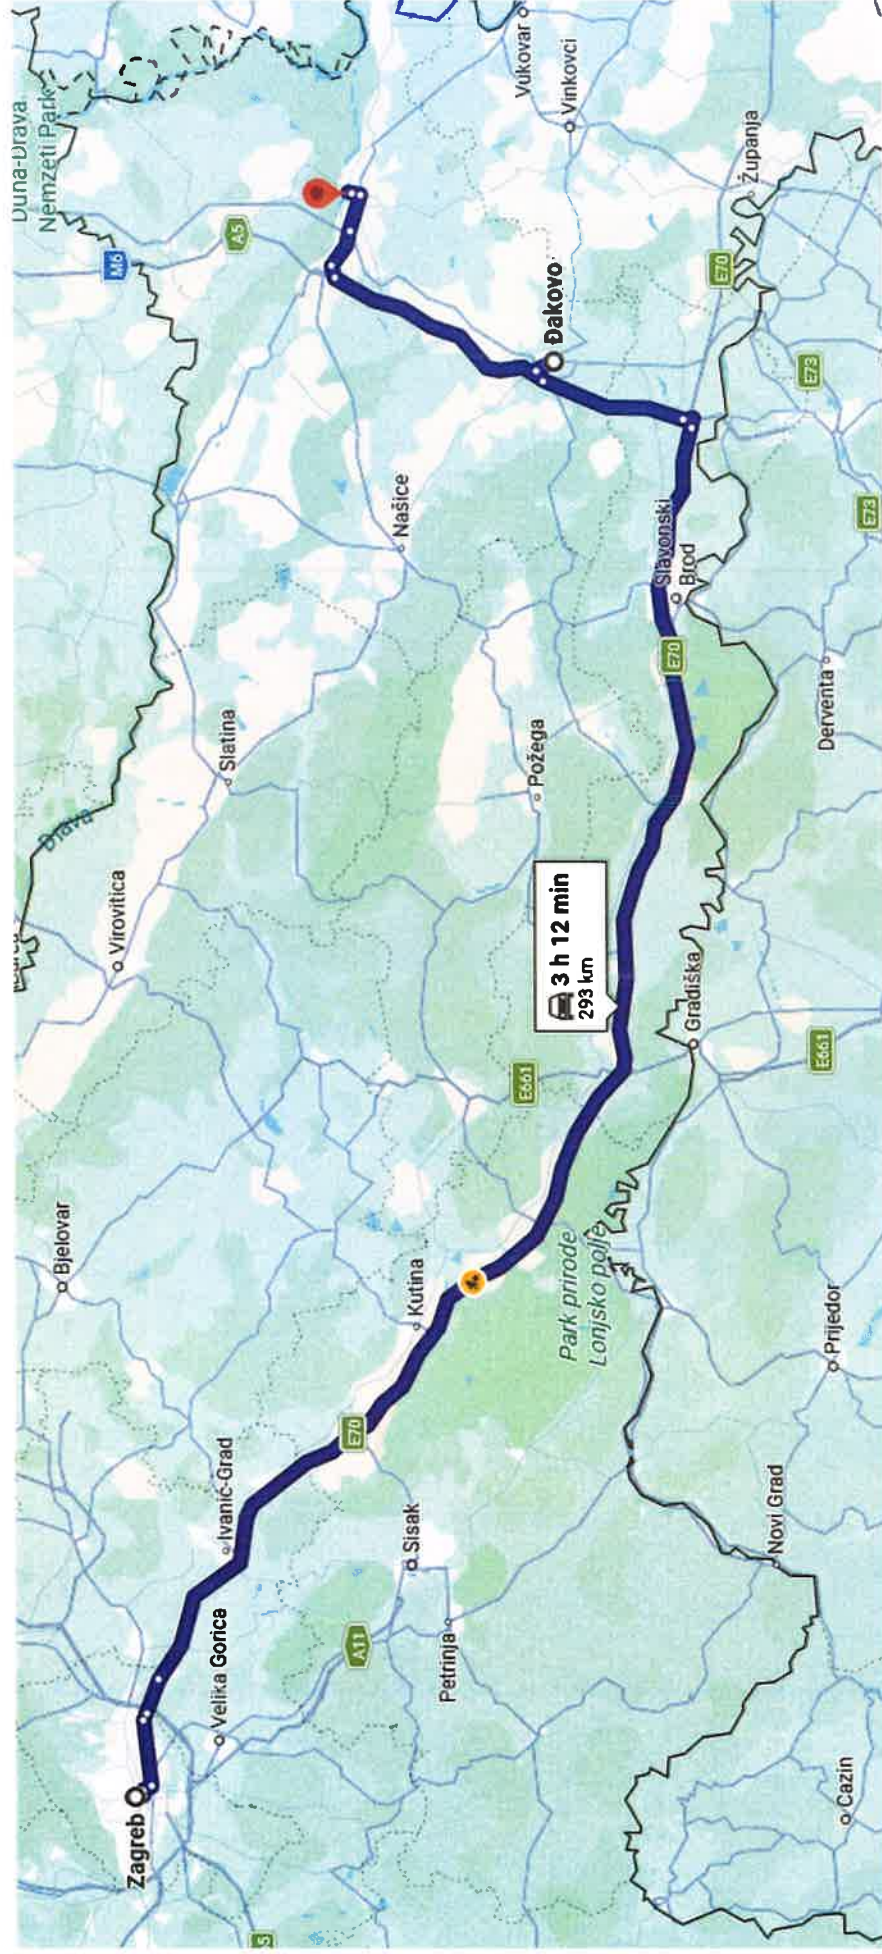 Duna-Drava
Nemzeti Park
Bjelovar
Drava
M6
Virovitica
Zagreb
Velika Gorica
Ivanić-Grad
Slatina
A5
5
E70
A11
Našice
Sisak
Kutina
Petrinja
Vukovar
E661
Požega
Đakovo
3 h 12 min
293 km
Vinkovci
Park prirode
Lonjsko polje
Slavonski
Brod
E70
Gradiška
E70
Županja
Novi Grad
E73
E661
Derventa
Prijedor
Cazin
E73